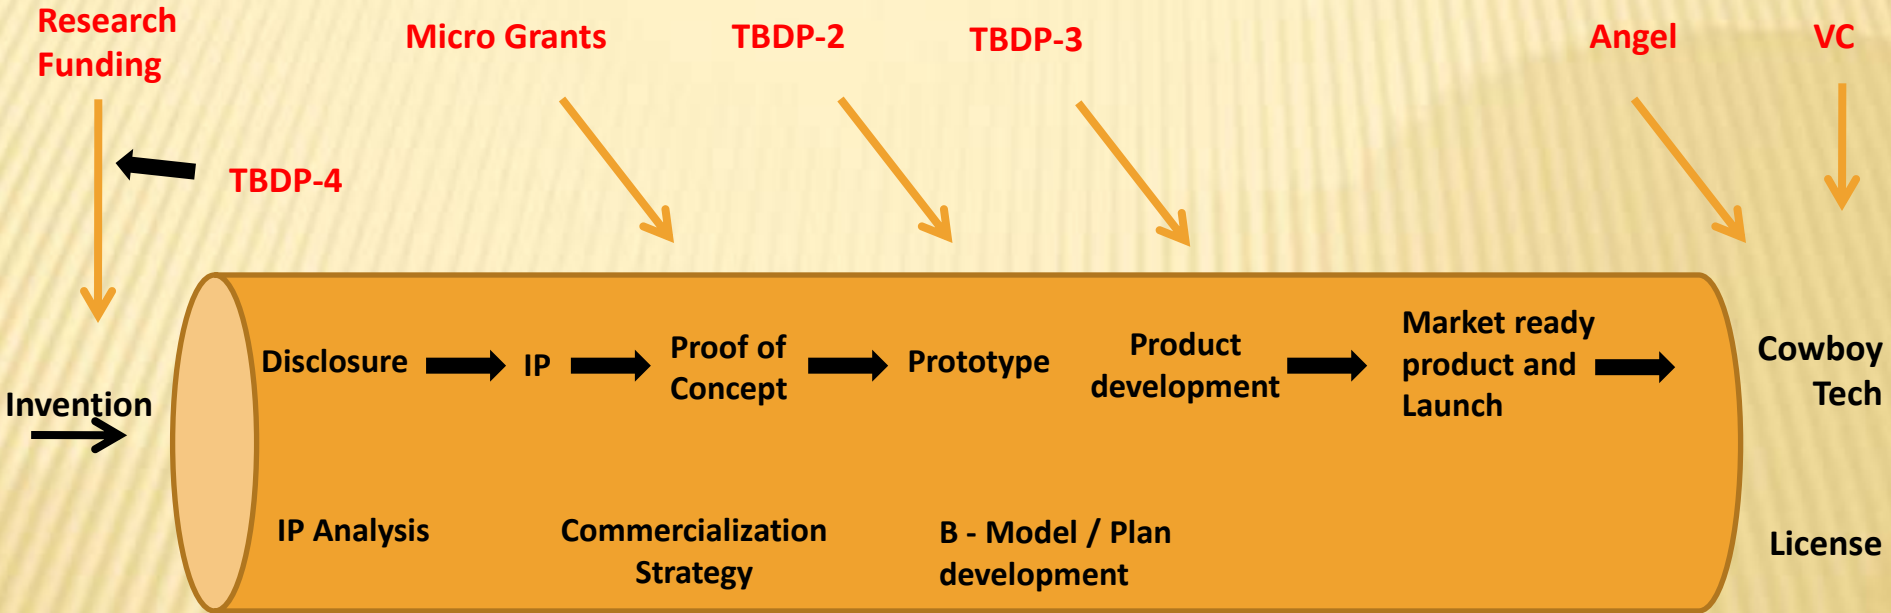 Research
Funding
Micro Grants
TBDP-2
TBDP-3
Angel
VC
TBDP-4
Invention
Disclosure
IP
Proof of
Concept
Prototype
Product
development
Market ready
product and
Launch
Cowboy
Tech
IP Analysis
Commercialization
Strategy
B - Model / Plan
development
License